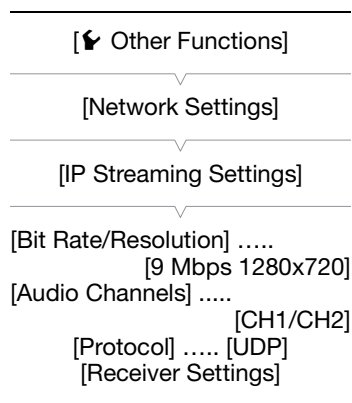 [ Other Functions]
[Network Settings]
[IP Streaming Settings]
[Bit Rate/Resolution] .....
[9 Mbps 1280x720]
[Audio Channels] .....
[CH1/CH2]
[Protocol] ..... [UDP]
[Receiver Settings]